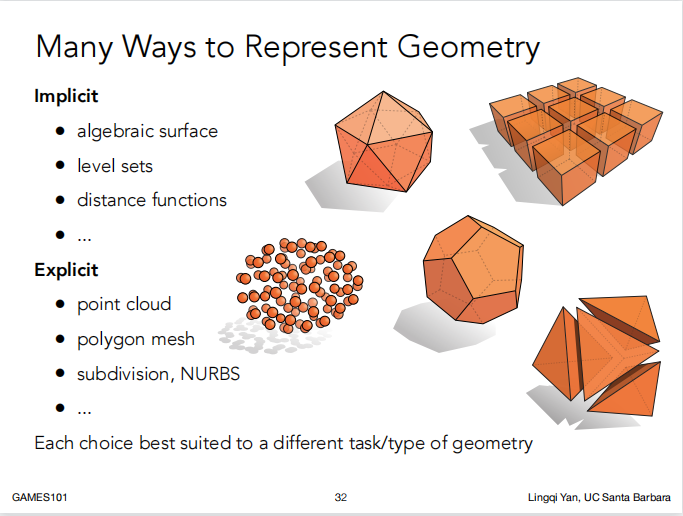 Many Ways to Represent Geometry
Implicit
• algebraic surface
• level sets
• distance functions
• ...
Explicit
• point cloud
• polygon mesh
• subdivision, NURBS
• ...
Each choice best suited to a different task/type of geometry
GAMES101
32
Lingqi Yan, UC Santa Barbara